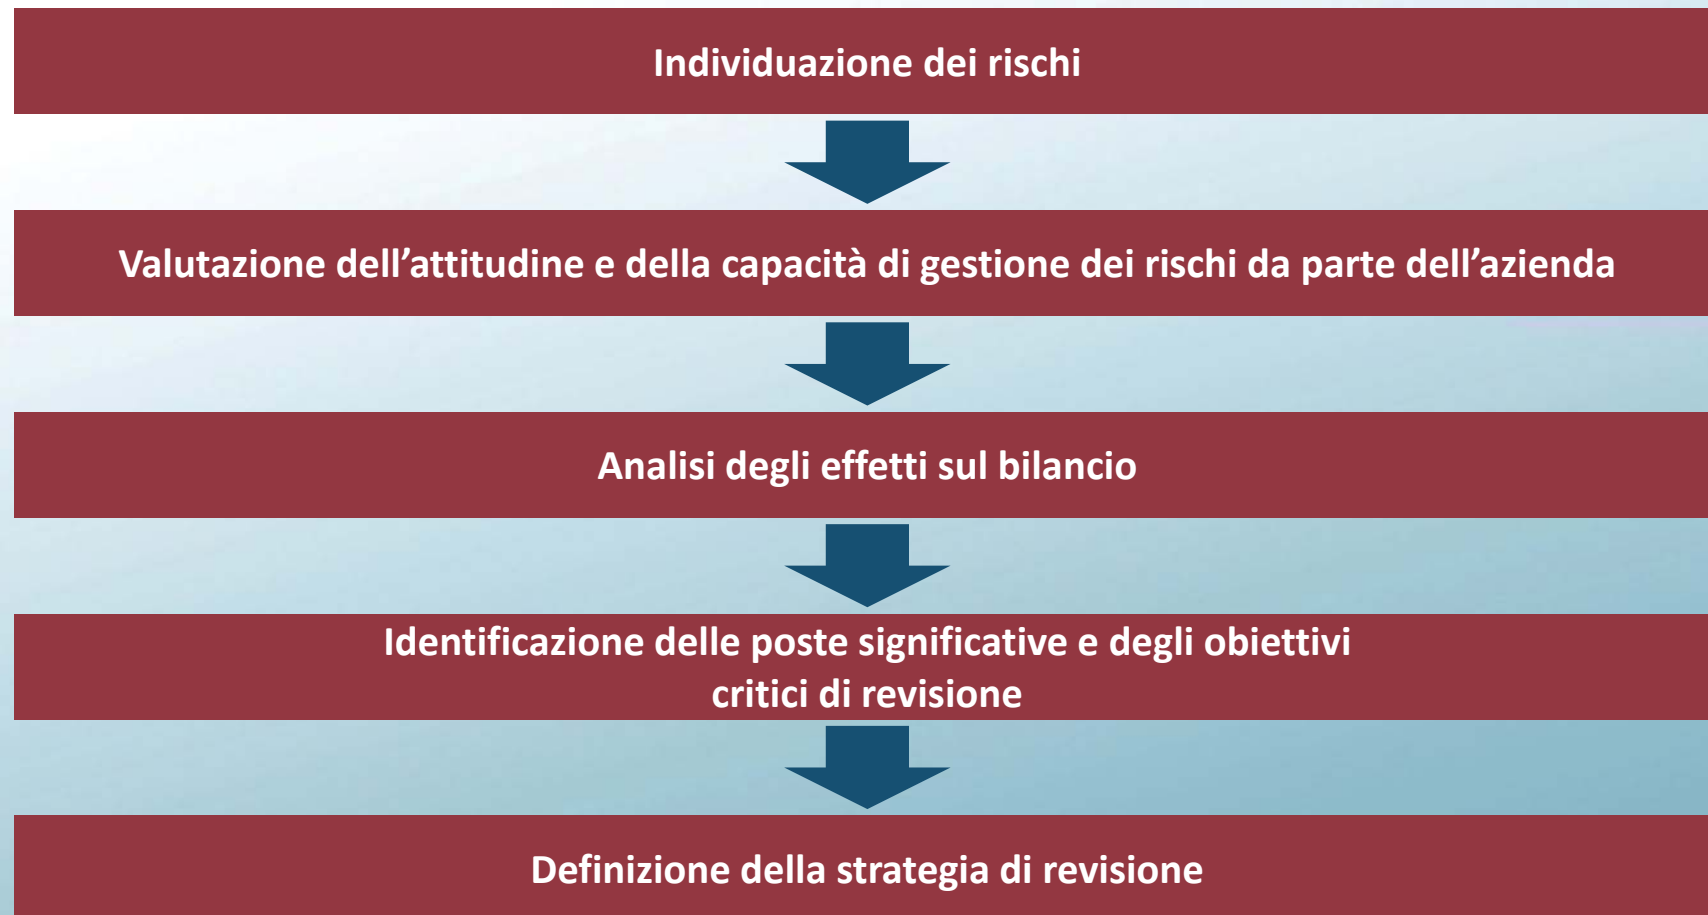 Individuazione dei rischi
Valutazione dell’attitudine e della capacità di gestione dei rischi da parte dell’azienda
Analisi degli effetti sul bilancio
Identificazione delle poste significative e degli obiettivi
critici di revisione
Definizione della strategia di revisione